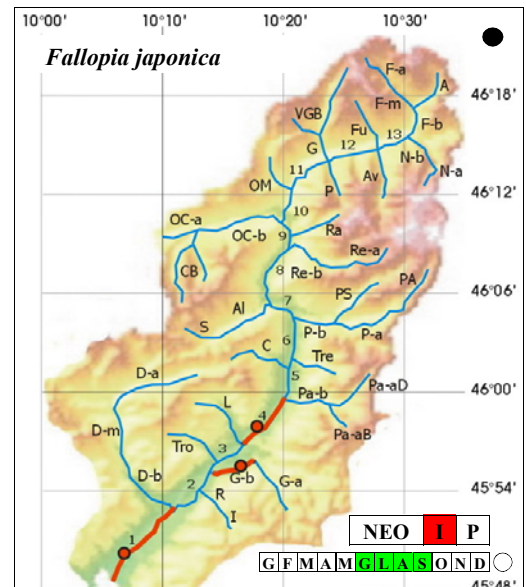 10°00' 10°10' 10°20' 10°30'
Fallopia japonica
F-a
A
46°18'
F-m
VGB
Fu
F-b
13
G
12
N-b
11
N-a
OM
P
Av
46°12'
10
OC-a
Ra
OC-b
9
Re-a
8
Re-b
CB
PA
PS
46°06'
7
Al
S
P-b
P-a
6
C
Tre
D-a
5
46°00'
Pa-aD
Pa-b
L
4
D-m
Pa-aB
Tro
3
D-b
G-b
G-a
2
45°54'
R
I
NEO I P
1
G F M A M G L A S O N D
45°48'